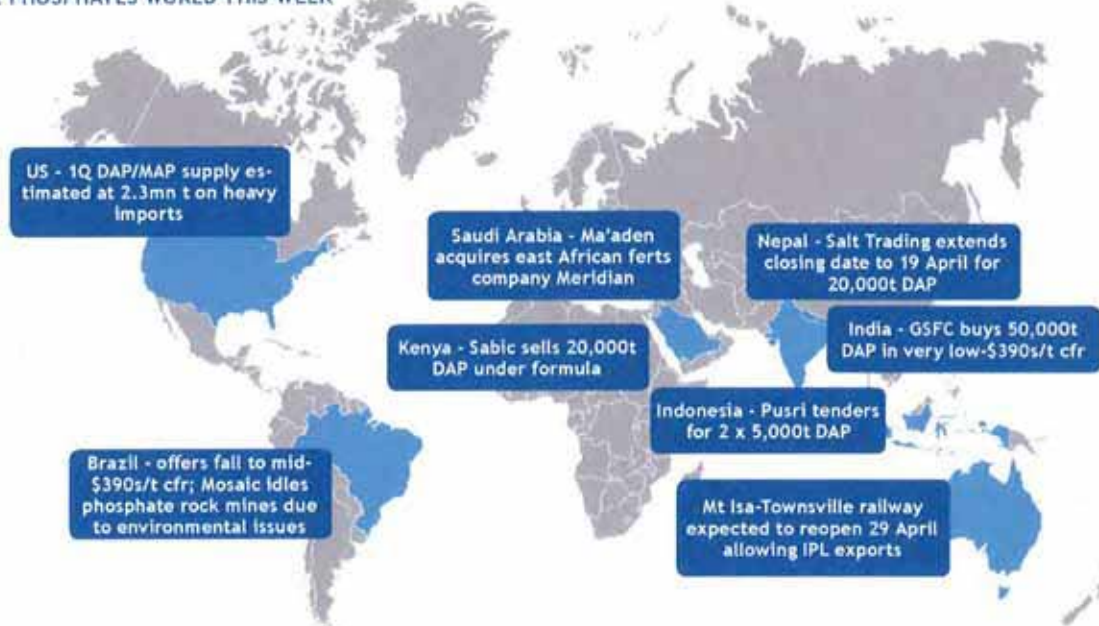 PHOSPHATES WORLD THIS WEEK
US - 1Q DAP/MAP supply es-
timated at 2.3mn t on heavy
imports
Saudi Arabia - Ma'aden
acquires east African ferts
company Meridian
Nepal - Salt Trading extends
closing date to 19 April for
20,000t DAP
Kenya - Sabic sells 20,000t
DAP under formula
India - GSFC buys 50,000t
DAP in very low-$390s/t cfr
Indonesia - Pusri tenders
for 2 x 5,000t DAP
Brazil - offers fall to mid-
$390s/t cfr; Mosaic idles
phosphate rock mines due
to environmental issues
Mt Isa-Townsville railway
expected to reopen 29 April
allowing IPL exports